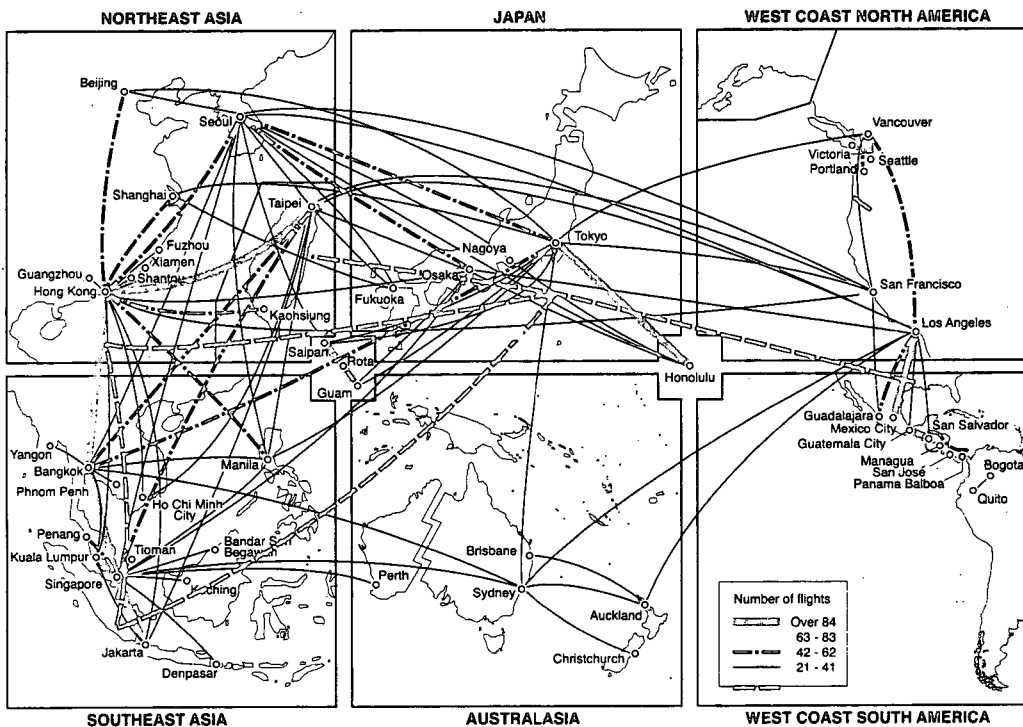 NORTHEAST ASIA
JAPAN
WEST COAST NORTH AMERICA
Beijing
Seoul
Shanghai
Taipei
Fuzhou
Xiamen
Shantou
Guangzhou
Hong Kong
Kaohsiung
Nagoya
Tokyo
Osaka
Fukuoka
Vancouver
Victoria
Seattle
Portland
San Francisco
Los Angeles
Saipan
Rota
Guam
Honolulu
Yangon
Bangkok
Phnom Penh
Manila
Ho Chi Minh
City
Penang
Tioman
Kuala Lumpur
Bandar Seri
Begawan
Singapore
Kuching
Jakarta
Denpasar
Perth
Brisbane
Sydney
Auckland
Christchurch
Guadalajara
Mexico City
San Salvador
Guatemala City
Managua
San José
Panama Balboa
Bogota
Quito
Number of flights
Over 84
63 - 83
42 - 62
21 - 41
SOUTHEAST ASIA
AUSTRALASIA
WEST COAST SOUTH AMERICA